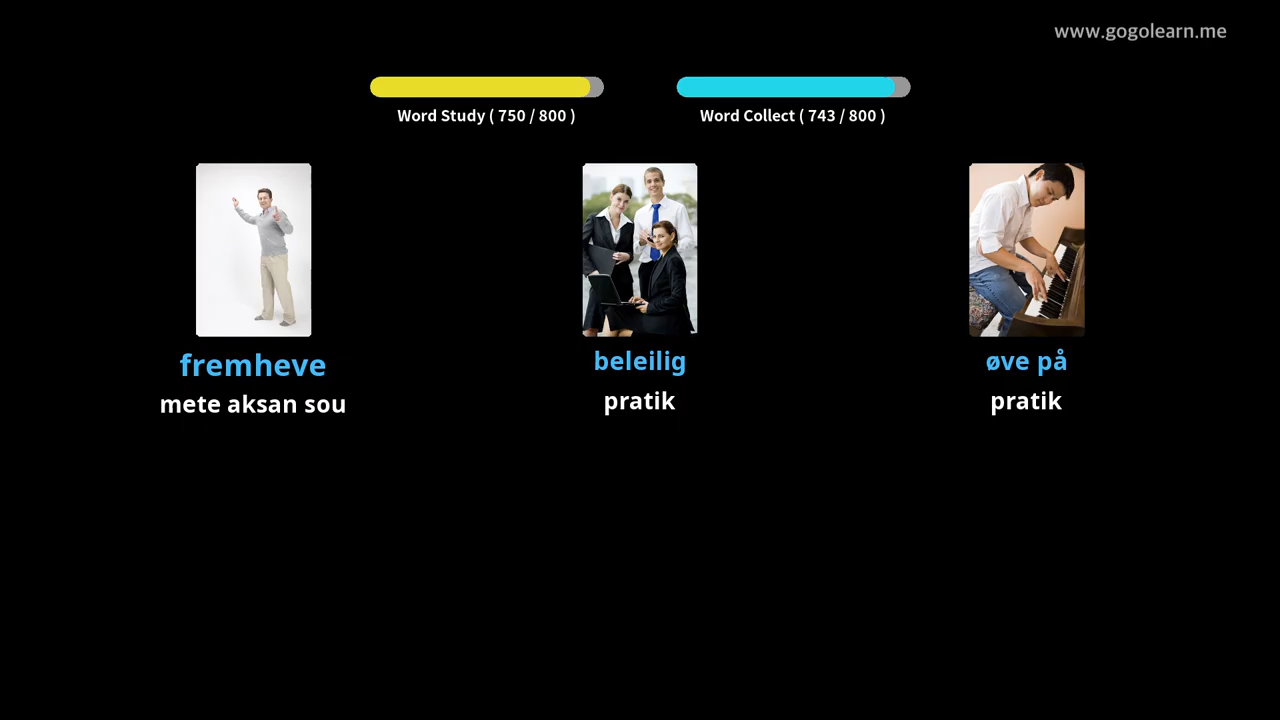 www.gogolearn.me
Word Study ( 750 / 800 )
Word Collect ( 743 / 800 )
fremheve
mete aksan sou
beleilig
pratik
øve på
pratik